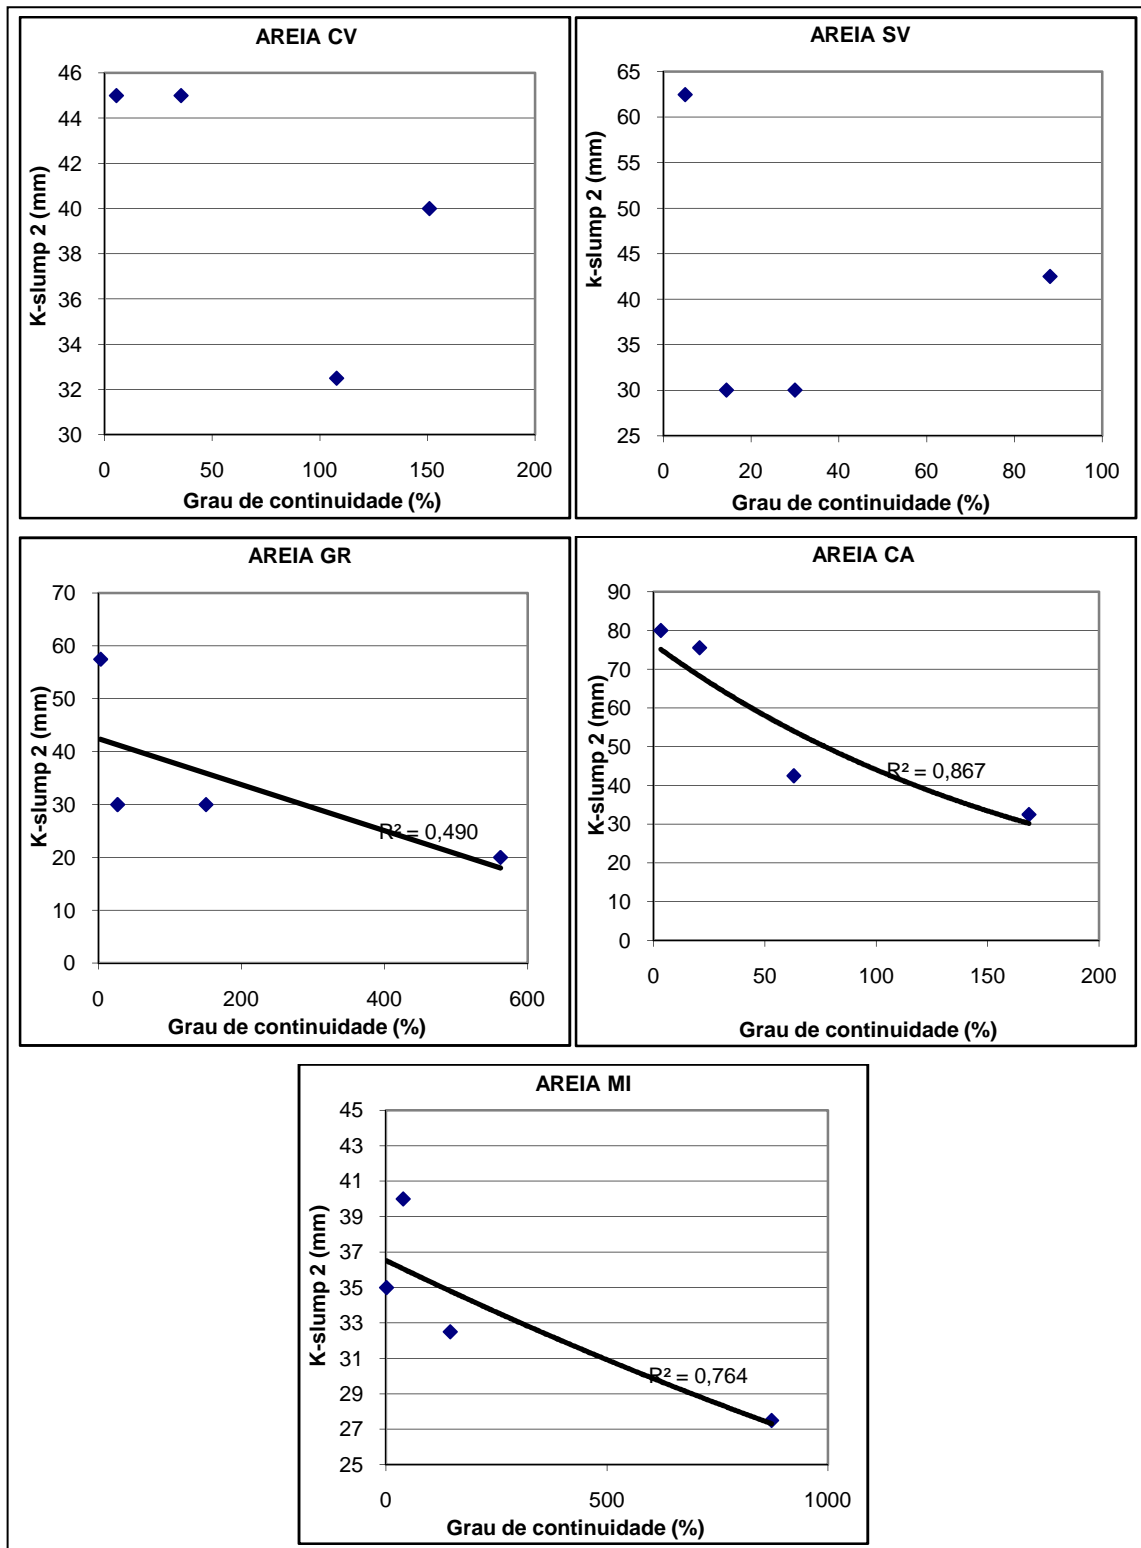 AREIA CV
46
44
42
40
38
36
34
32
30
K-slump 2 (mm)
0 50 100 150 200
Grau de continuidade (%)
AREIA SV
65
60
55
50
45
40
35
30
25
k-slump 2 (mm)
0 20 40 60 80 100
Grau de continuidade (%)
AREIA GR
70
60
50
40
30
20
10
0
K-slump 2 (mm)
R² = 0,490
0 200 400 600
Grau de continuidade (%)
AREIA CA
90
80
70
60
50
40
30
20
10
0
K-slump 2 (mm)
R² = 0,867
0 50 100 150 200
Grau de continuidade (%)
AREIA MI
45
43
41
39
37
35
33
31
29
27
25
K-slump 2 (mm)
R² = 0,764
0 500 1000
Grau de continuidade (%)